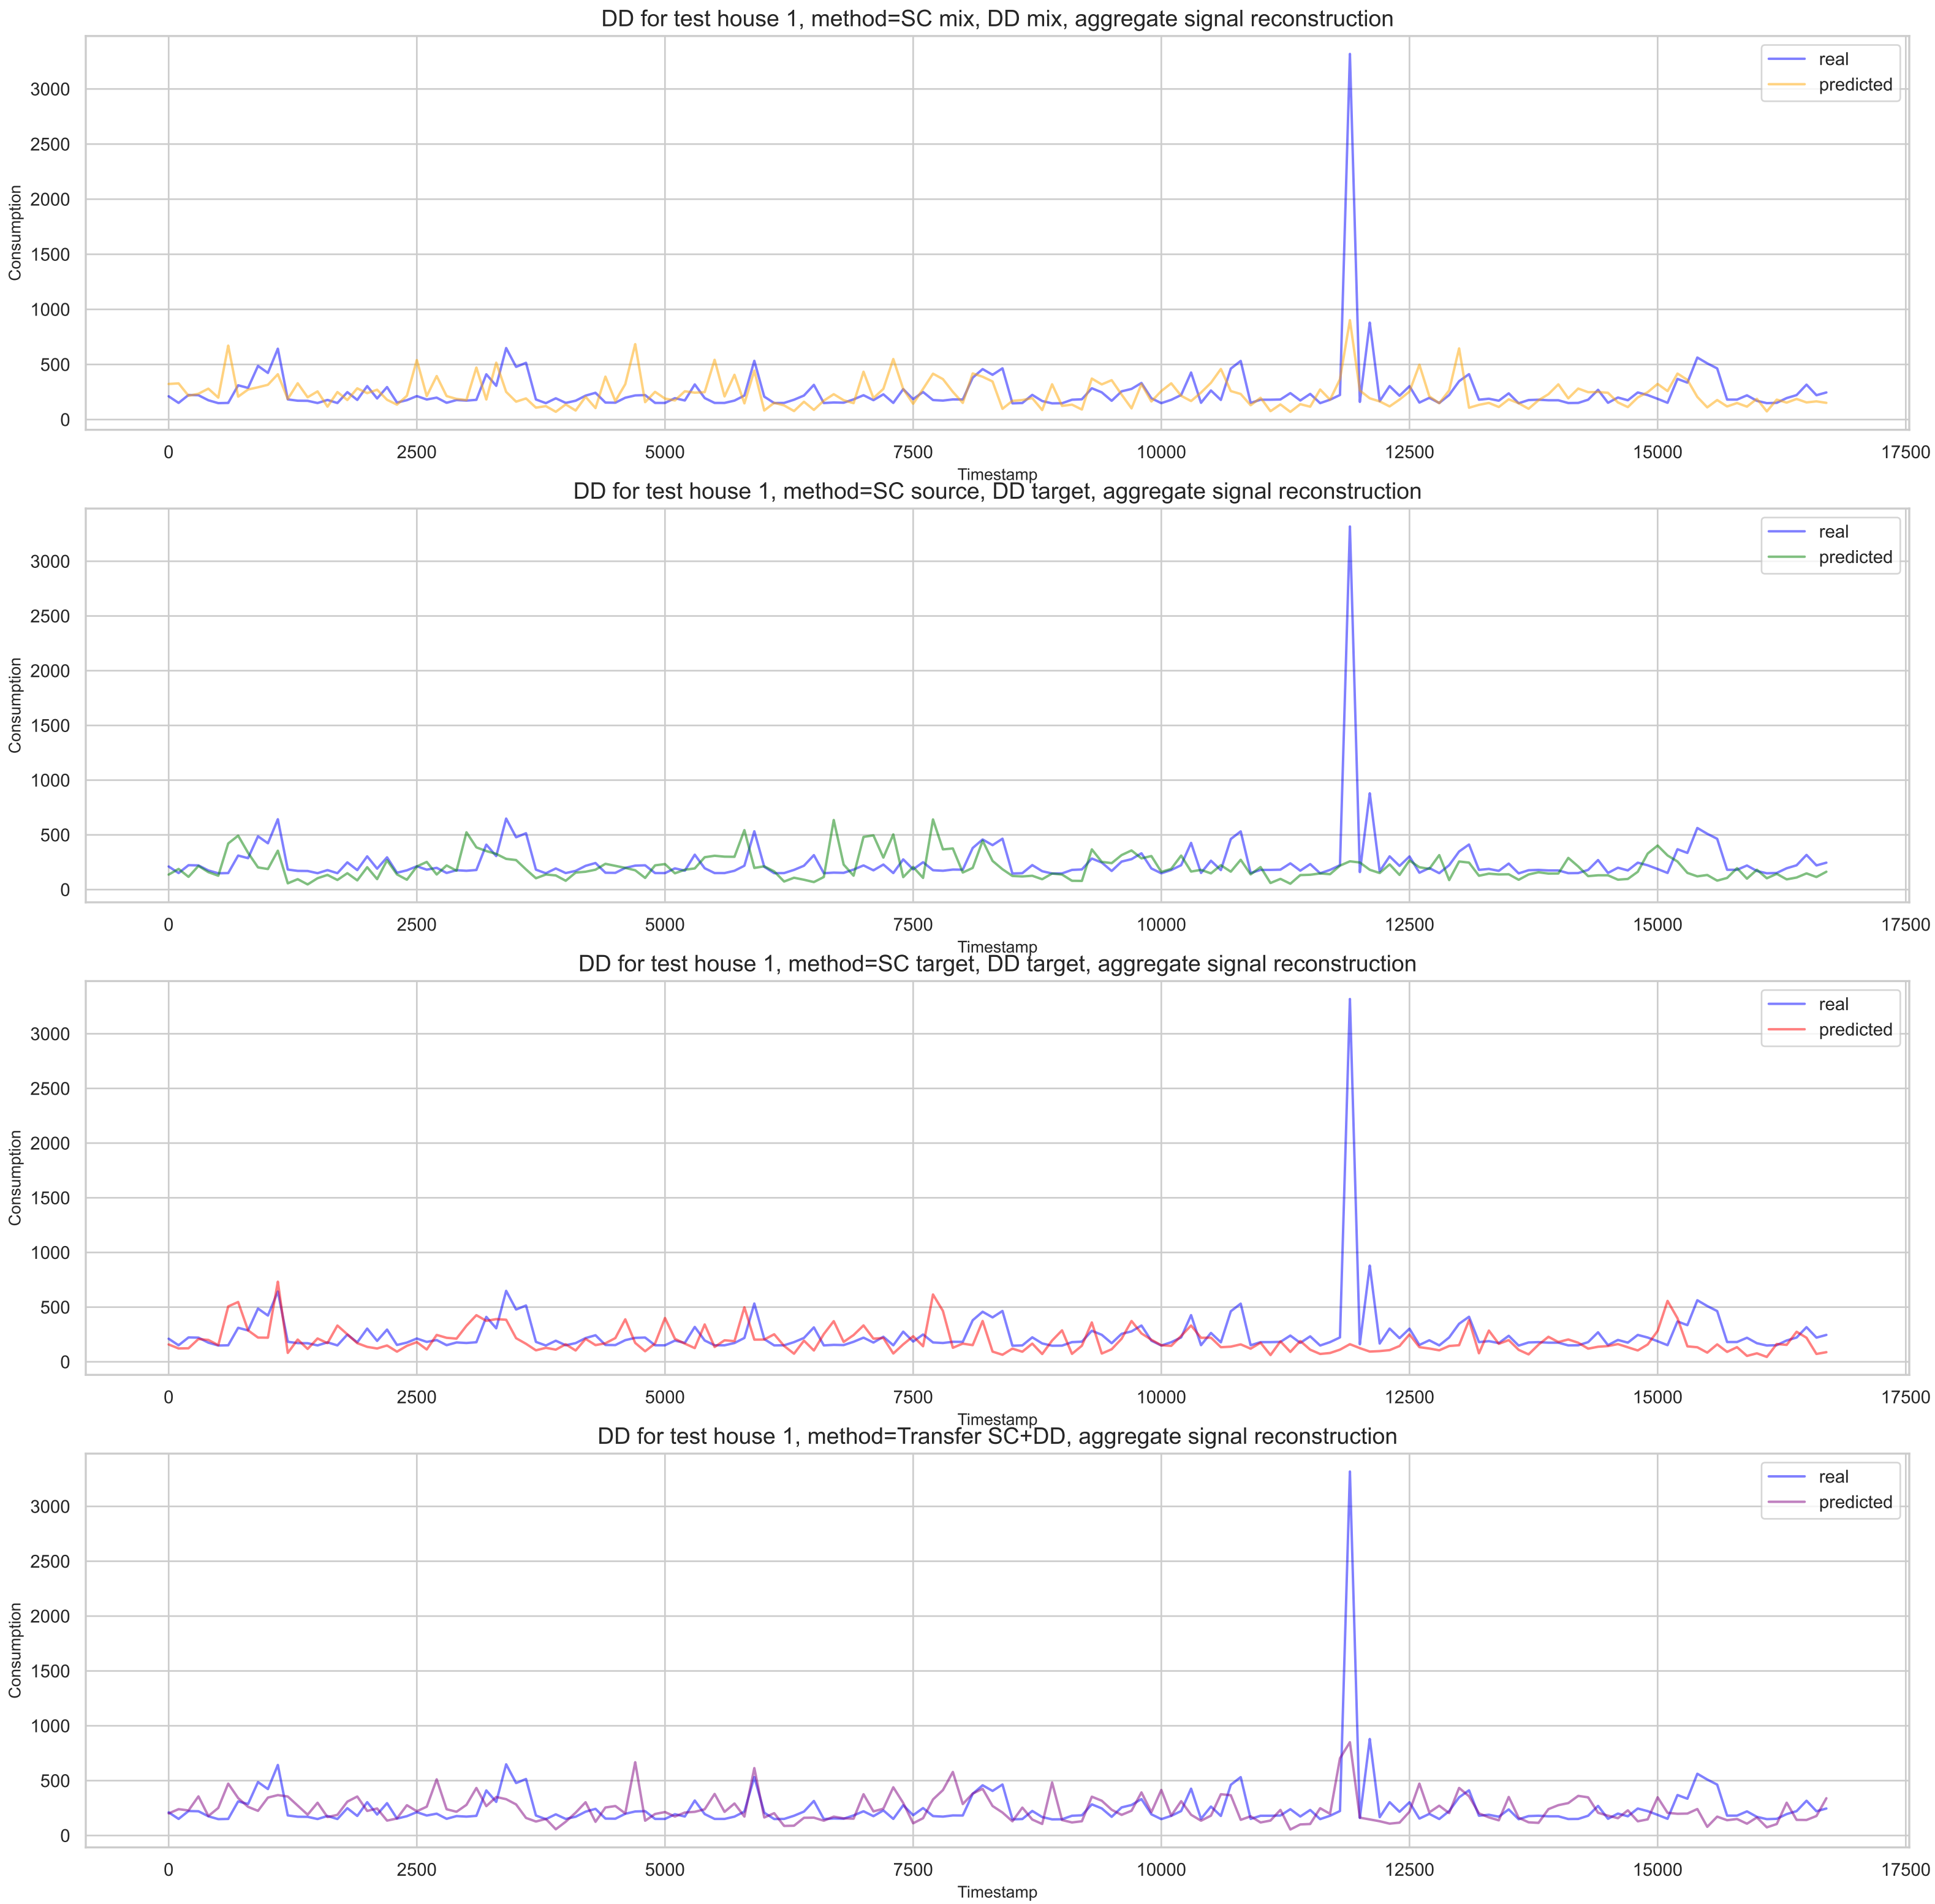 DD for test house 1, method=SC mix, DD mix, aggregate signal reconstruction
real
predicted
3000
2500
2000
1500
1000
500
0
Consumption
0 2500 5000 7500 10000 12500 15000 17500
Timestamp
DD for test house 1, method=SC source, DD target, aggregate signal reconstruction
real
predicted
3000
2500
2000
1500
1000
500
0
Consumption
0 2500 5000 7500 10000 12500 15000 17500
Timestamp
DD for test house 1, method=SC target, DD target, aggregate signal reconstruction
real
predicted
3000
2500
2000
1500
1000
500
0
Consumption
0 2500 5000 7500 10000 12500 15000 17500
Timestamp
DD for test house 1, method=Transfer SC+DD, aggregate signal reconstruction
real
predicted
3000
2500
2000
1500
1000
500
0
Consumption
0 2500 5000 7500 10000 12500 15000 17500
Timestamp